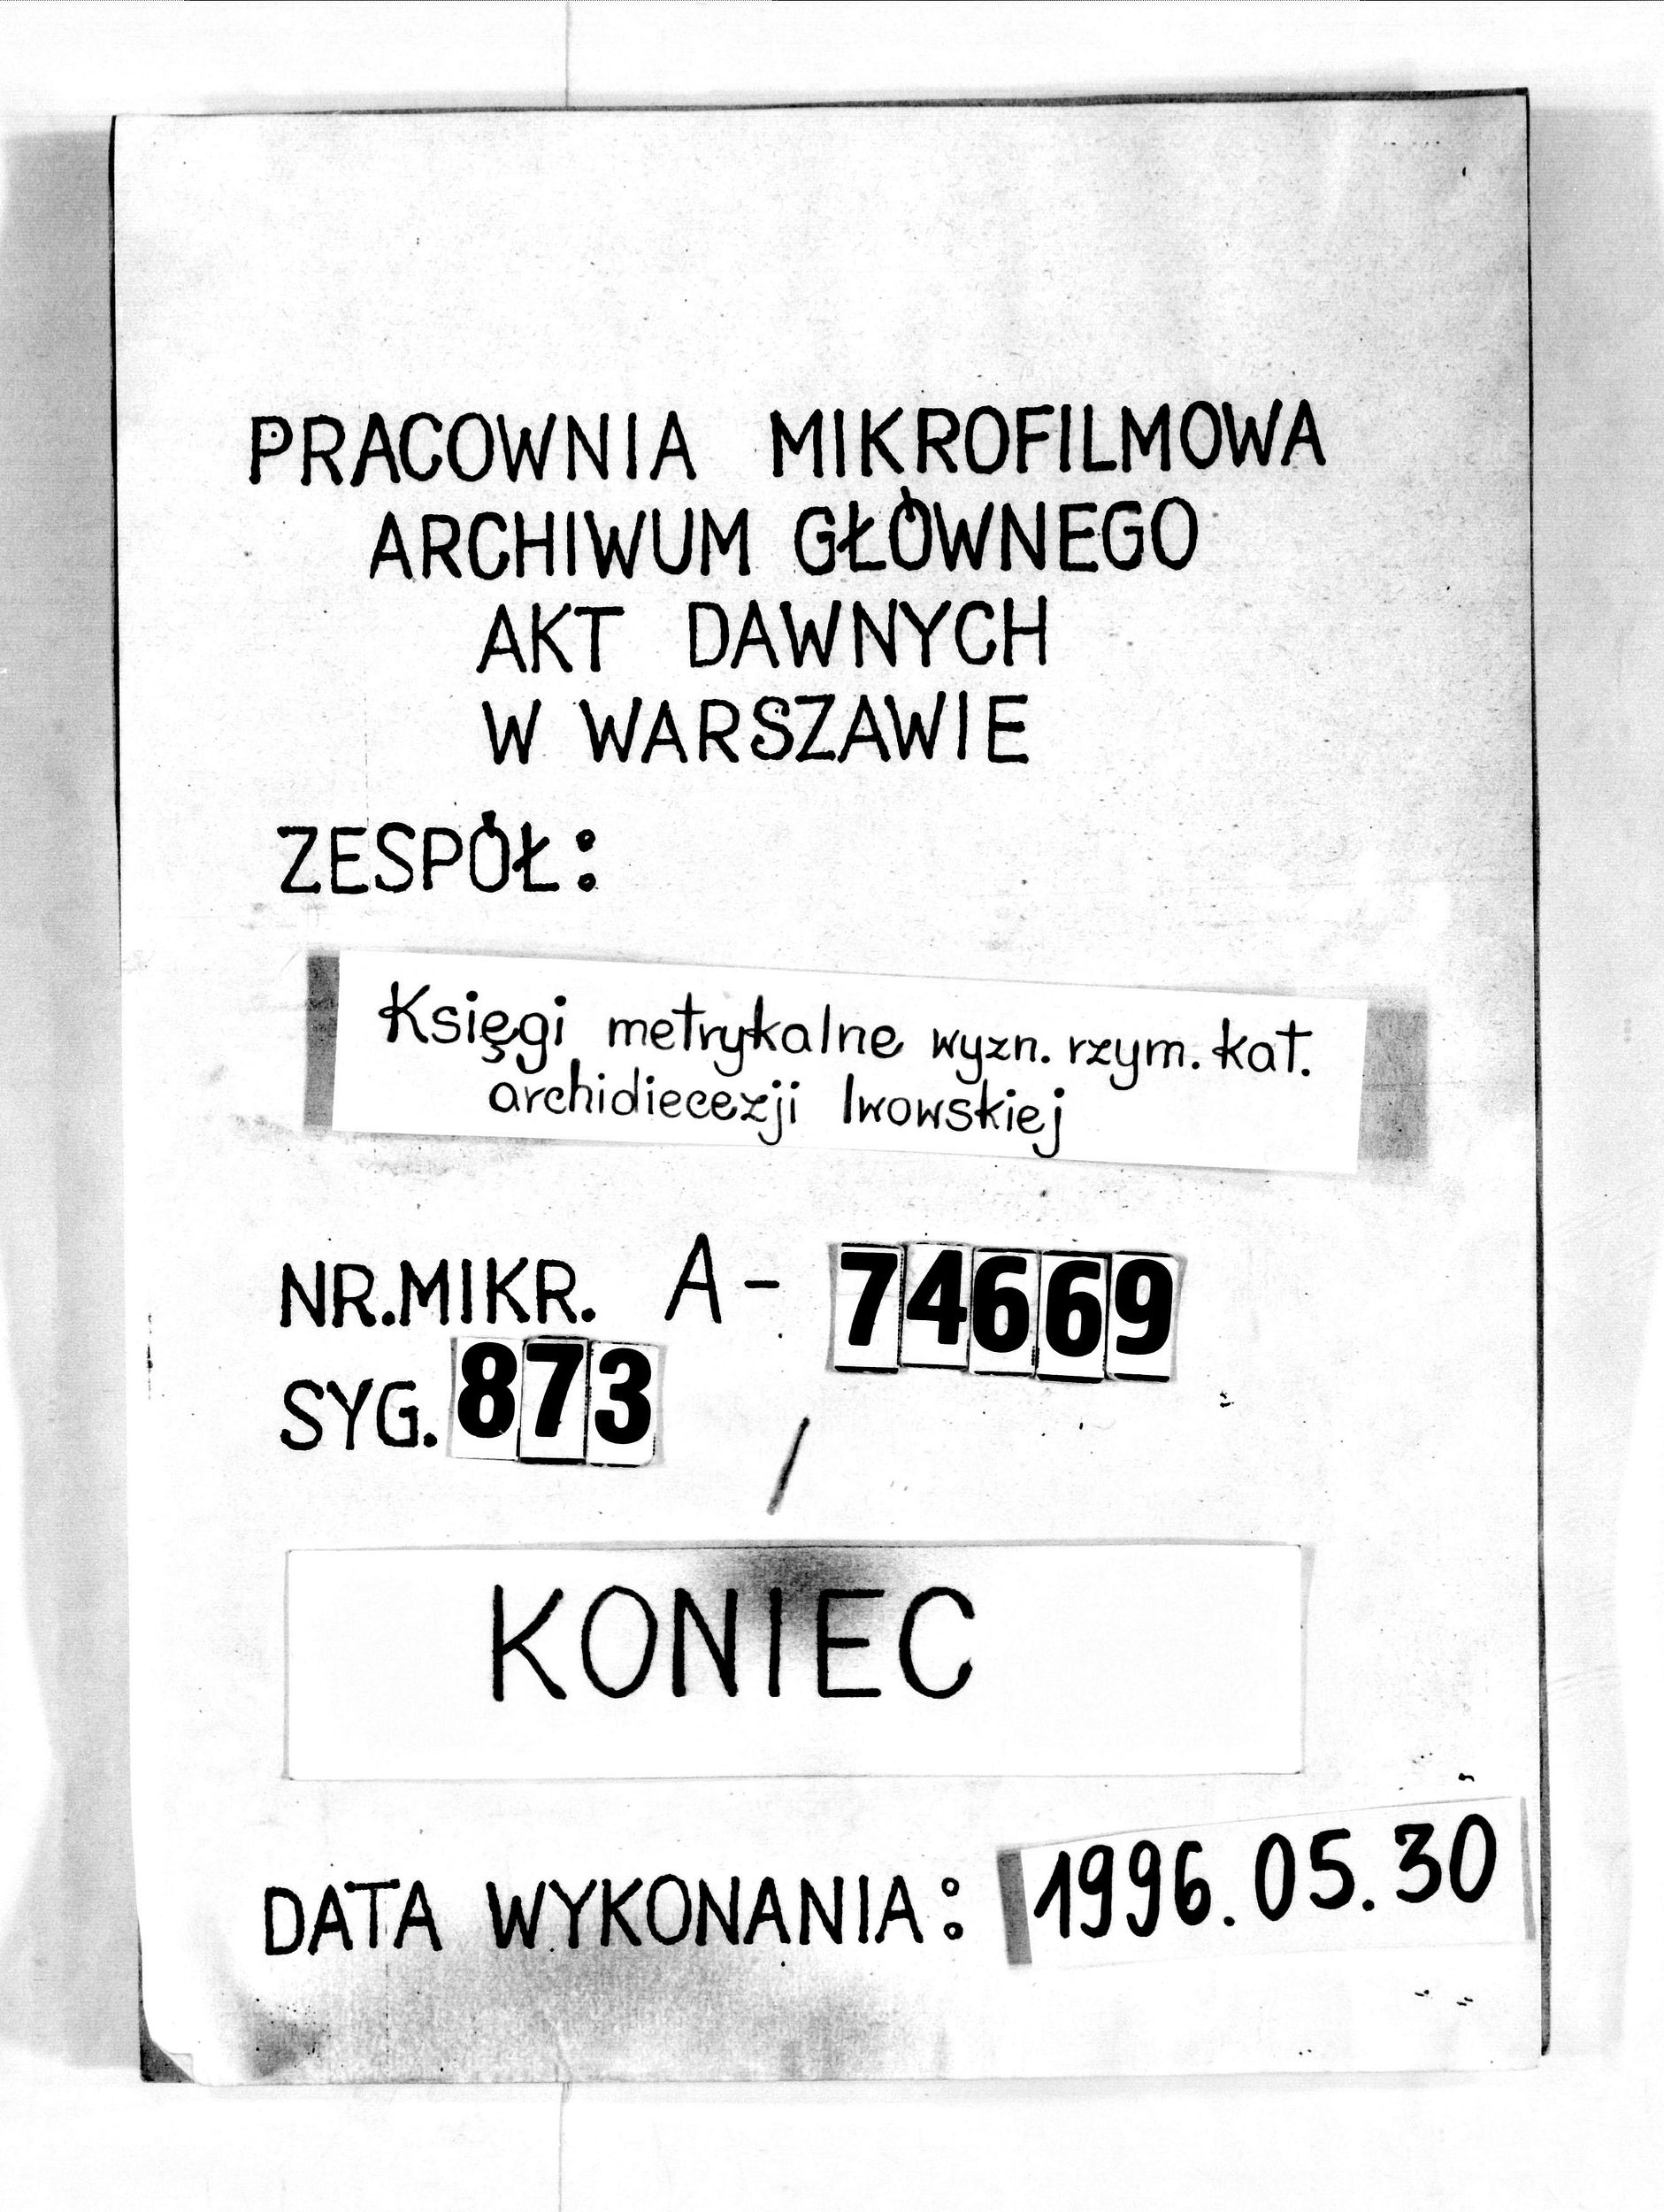 PRACOWNIA MIKROFILMOWA
ARCHIWUM GŁÓWNEGO
AKT DAWNYCH
W WARSZAWIE
ZESPÓŁ:
Księgi metrykalne wyzn. rzym. kat.
archidiecezji lwowskiej
NR.MIKR. A- 74669
SYG. 873 /
KONIEC
DATA WYKONANIA: 1996.05.30